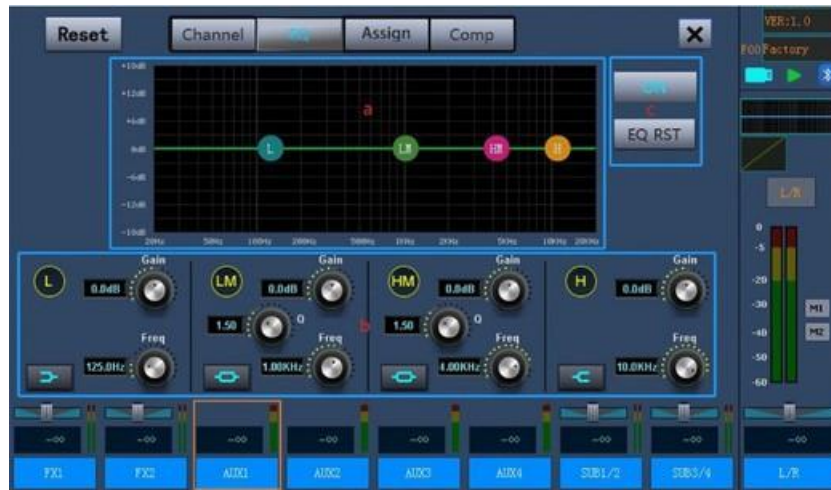 Reset
Channel
EQ
Assign
Comp
VER:1.0
F00Factory
ON
c
EQ RST
a
L
LM
HM
H
+12dB
+6dB
0dB
-6dB
-12dB
20Hz 50Hz 100Hz 200Hz 500Hz 1KHz 2KHz 5KHz 10KHz 20KHz
L/R
0
-5
-20
-30
-40
-50
-60
M1
M2
L
Gain
0.0dB
Freq
125.0Hz
LM
Gain
0.0dB
1.50
Q
Freq
1.00KHz
b
HM
Gain
0.0dB
1.50
Q
Freq
4.00KHz
H
Gain
0.0dB
Freq
10.0KHz
-∞ -∞ -∞ -∞ -∞ -∞ -∞ -∞ -∞
FX1 FX2 AUX1 AUX2 AUX3 AUX4 SUB1/2 SUB3/4 L/R